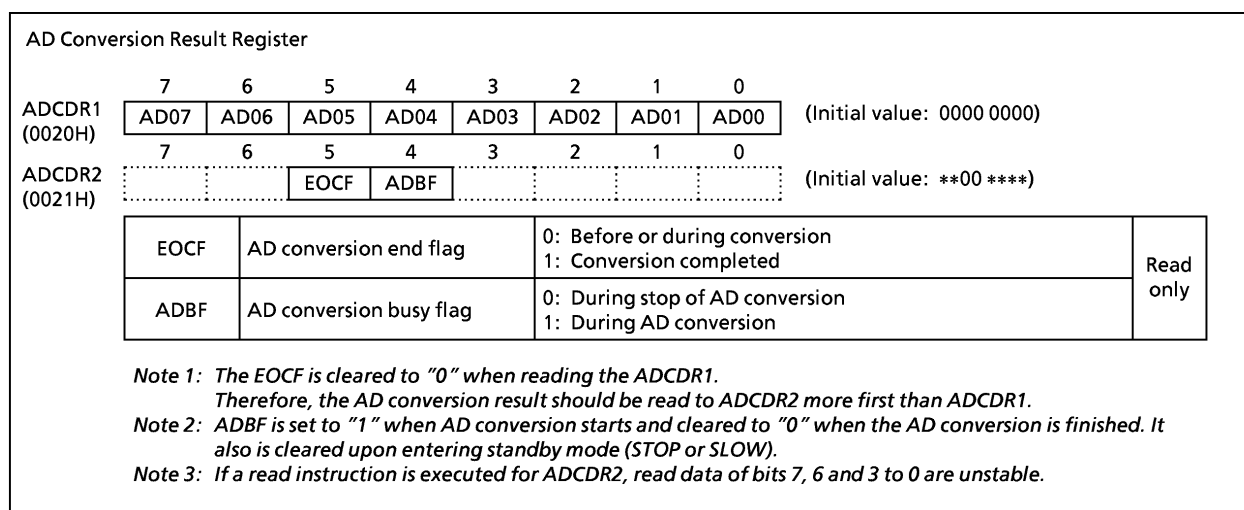 AD Conversion Result Register
7 6 5 4 3 2 1 0
ADCDR1 AD07 AD06 AD05 AD04 AD03 AD02 AD01 AD00 (Initial value: 0000 0000)
(0020H)
7 6 5 4 3 2 1 0
ADCDR2 EOCF ADBF (Initial value: **00 ****)
(0021H)
EOCF AD conversion end flag 0: Before or during conversion
1: Conversion completed
Read only
ADBF AD conversion busy flag 0: During stop of AD conversion
1: During AD conversion
Note 1: The EOCF is cleared to "0" when reading the ADCDR1.
Therefore, the AD conversion result should be read to ADCDR2 more first than ADCDR1.
Note 2: ADBF is set to "1" when AD conversion starts and cleared to "0" when the AD conversion is finished. It
also is cleared upon entering standby mode (STOP or SLOW).
Note 3: If a read instruction is executed for ADCDR2, read data of bits 7, 6 and 3 to 0 are unstable.